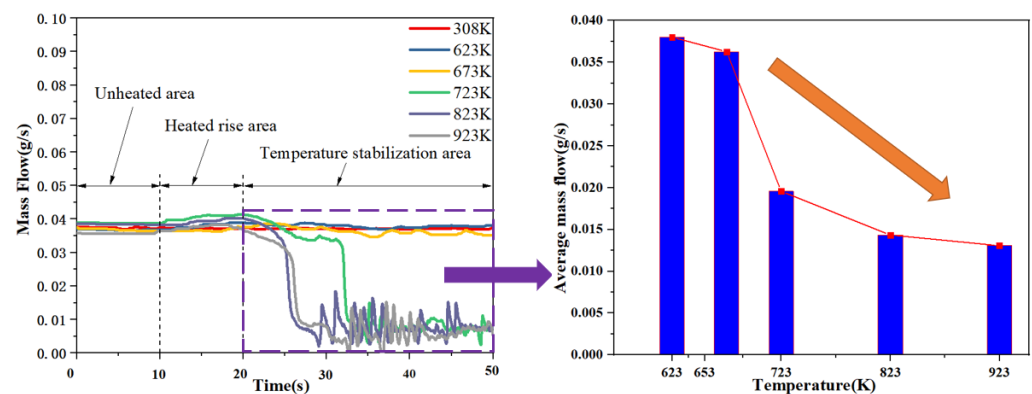 0.10
0.09
0.08
0.07
0.06
0.05
0.04
0.03
0.02
0.01
0.00
Mass Flow(g/s)
308K
623K
673K
723K
823K
923K
Unheated area
Heated rise area
Temperature stabilization area
0
10
20
30
40
50
Time(s)
0.040
0.035
0.030
0.025
0.020
0.015
0.010
0.005
0.000
Average mass flow(g/s)
623
653
723
823
923
Temperature(K)